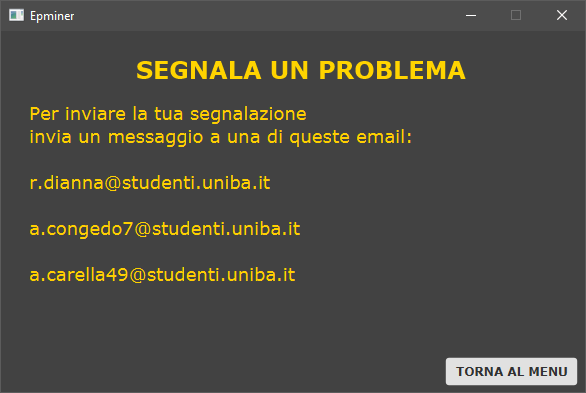 Epminer
SEGNALA UN PROBLEMA
Per inviare la tua segnalazione
invia un messaggio a una di queste email:
r.dianna@studenti.uniba.it
a.congedo7@studenti.uniba.it
a.carella49@studenti.uniba.it
TORNA AL MENU